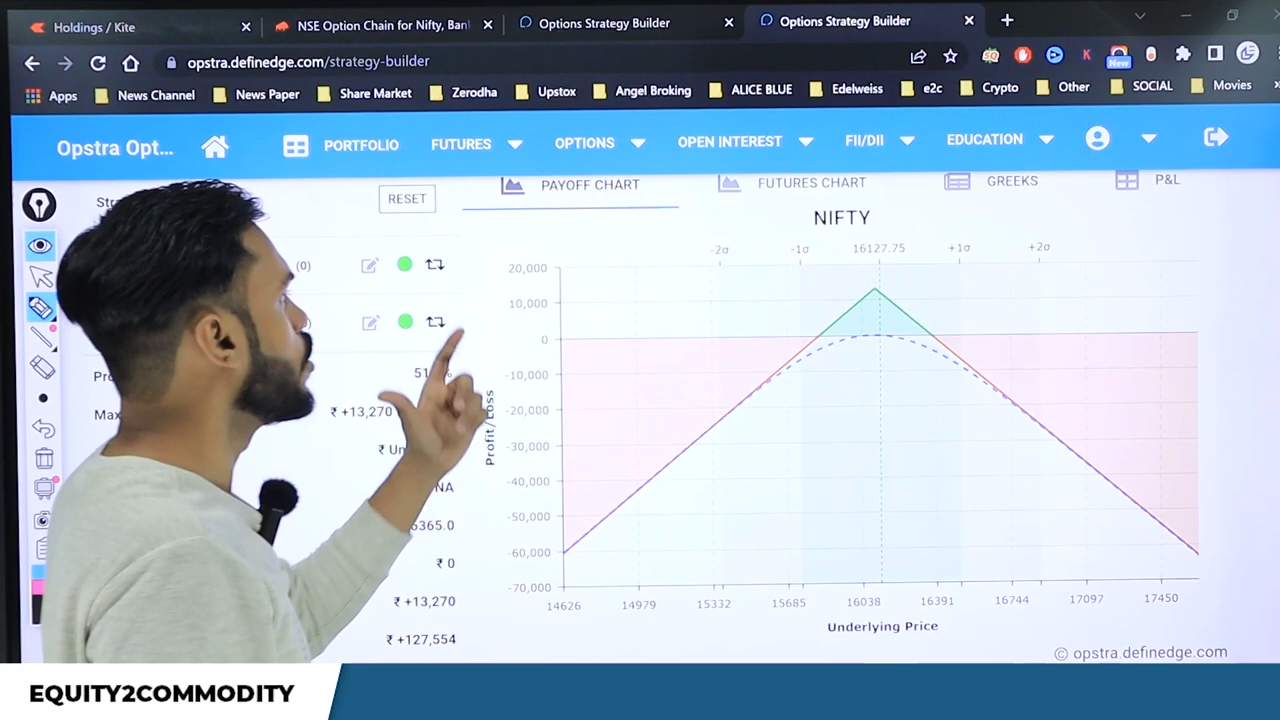 Holdings / Kite
NSE Option Chain for Nifty, Ban
Options Strategy Builder
Options Strategy Builder
opstra.definedge.com/strategy-builder
New
Apps
News Channel
News Paper
Share Market
Zerodha
Upstox
Angel Broking
ALICE BLUE
Edelweiss
e2c
Crypto
Other
SOCIAL
Movies
Opstra Opt...
PORTFOLIO
FUTURES
OPTIONS
OPEN INTEREST
FII/DII
EDUCATION
RESET
PAYOFF CHART
FUTURES CHART
GREEKS
P&L
NIFTY
-2σ
-1σ
16127.75
+1σ
+2σ
(0)
20,000
10,000
0
-10,000
-20,000
-30,000
-40,000
-50,000
-60,000
-70,000
Profit/Loss
14626
14979
15332
15685
16038
16391
16744
17097
17450
Underlying Price
₹ +13,270
NA
₹ 0
₹ +13,270
₹ +127,554
© opstra.definedge.com
EQUITY2COMMODITY